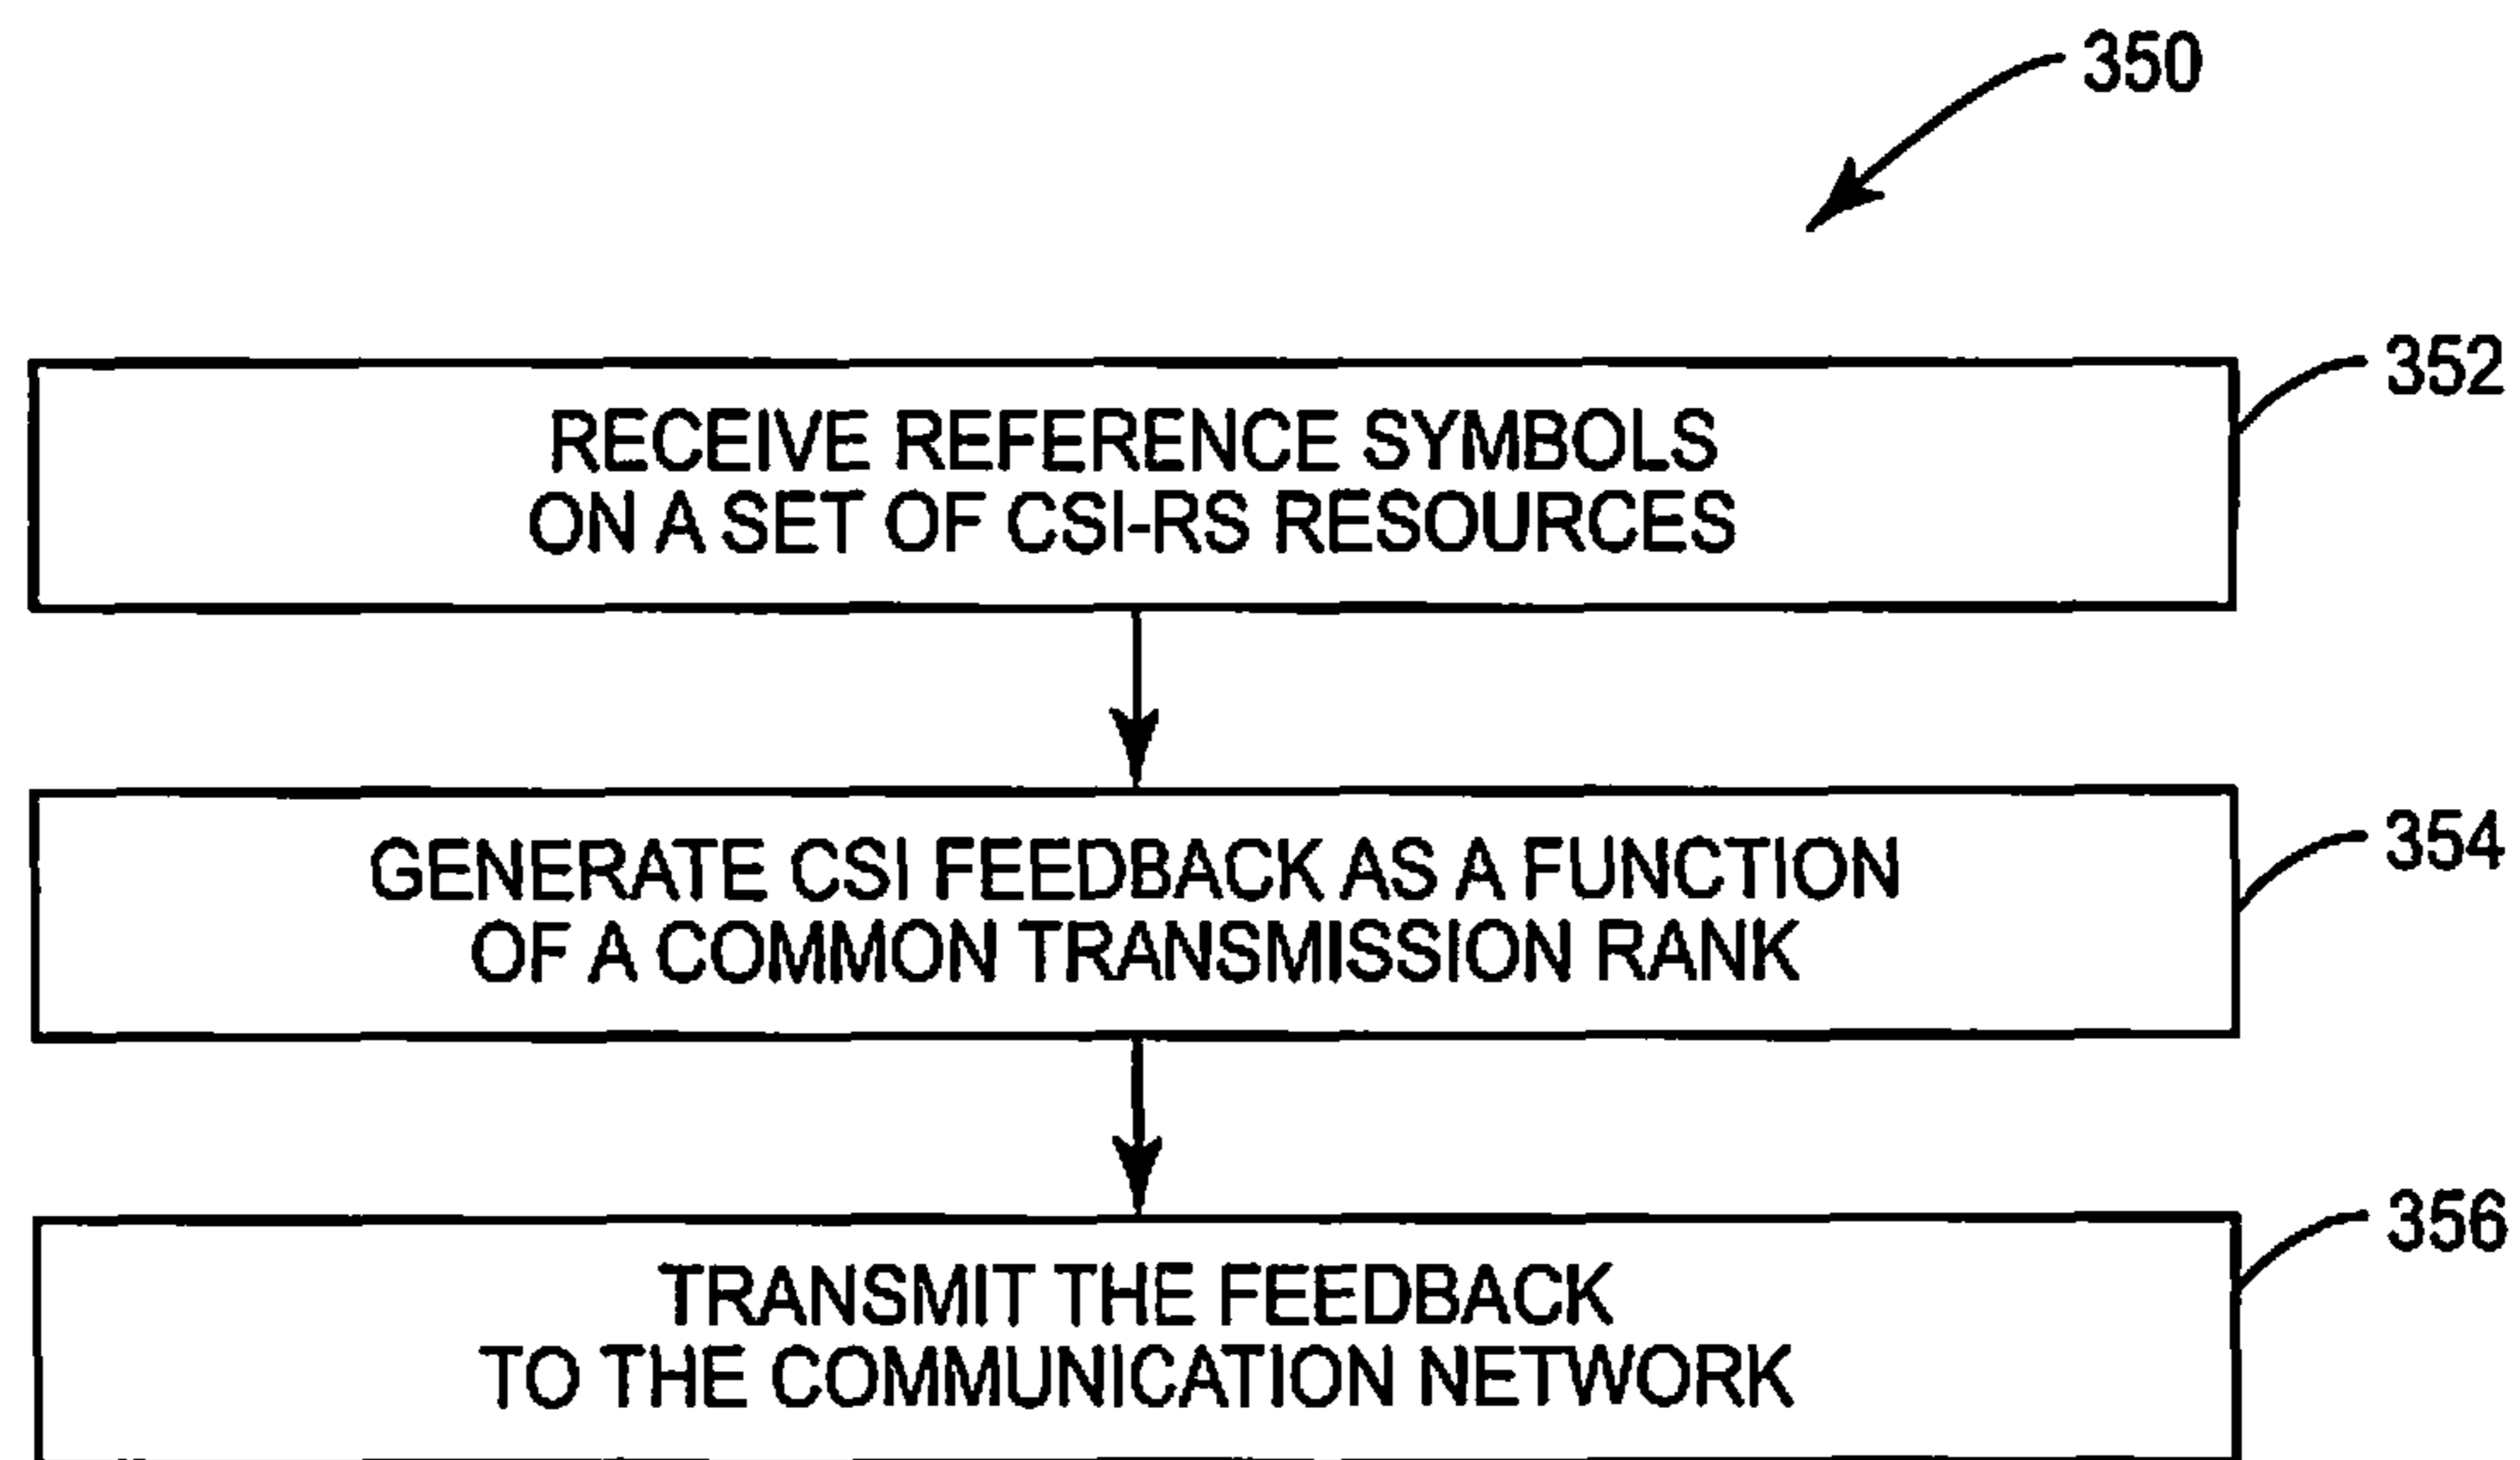 350
352
RECEIVE REFERENCE SYMBOLS
ON A SET OF CSI-RS RESOURCES
354
GENERATE CSI FEEDBACK AS A FUNCTION
OF A COMMON TRANSMISSION RANK
356
TRANSMIT THE FEEDBACK
TO THE COMMUNICATION NETWORK